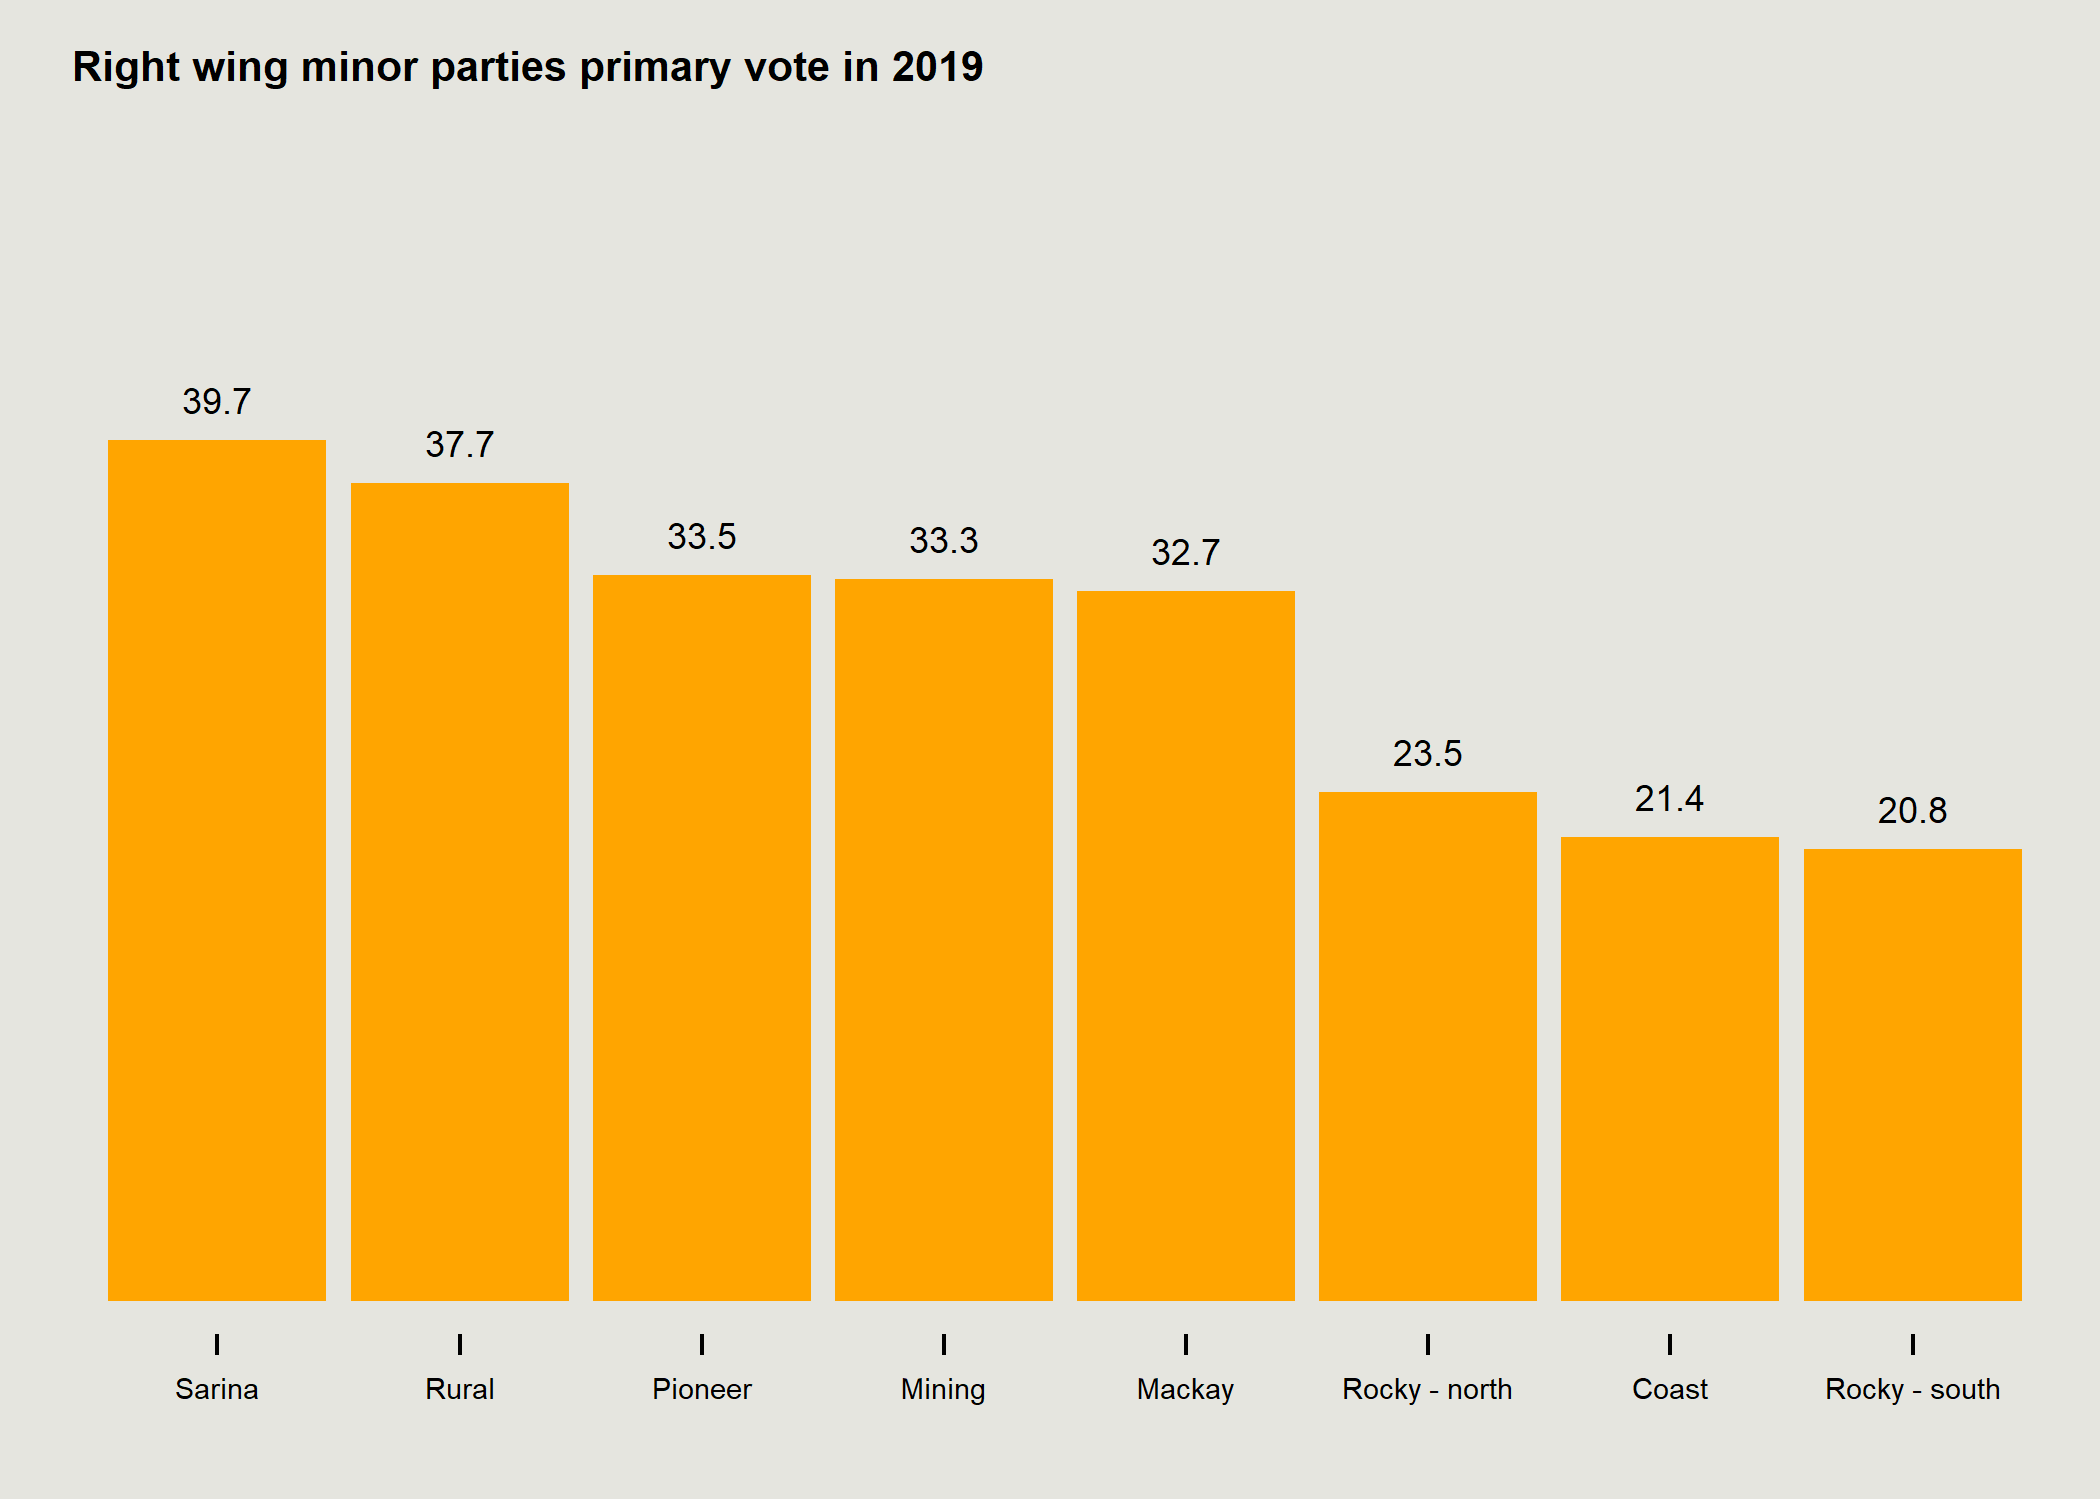 Right wing minor parties primary vote in 2019
39.7
37.7
33.5
33.3
32.7
23.5
21.4
20.8
Sarina
Rural
Pioneer
Mining
Mackay
Rocky - north
Coast
Rocky - south